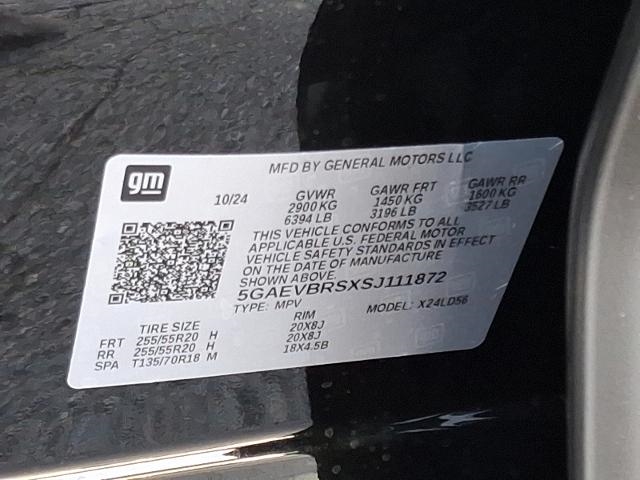 gm
MFD BY GENERAL MOTORS LLC
10/24 GVWR GAWR FRT GAWR RR
2900 KG 1450 KG 1600 KG
6394 LB 3196 LB 3527 LB
THIS VEHICLE CONFORMS TO ALL
APPLICABLE U.S. FEDERAL MOTOR
VEHICLE SAFETY STANDARDS IN EFFECT
ON THE DATE OF MANUFACTURE
SHOWN ABOVE.
5GAEVBRSXSJ111872
TYPE: MPV MODEL: X24LD56
TIRE SIZE RIM
FRT 255/55R20 H 20X8J
RR 255/55R20 H 20X8J
SPA T135/70R18 M 18X4.5B